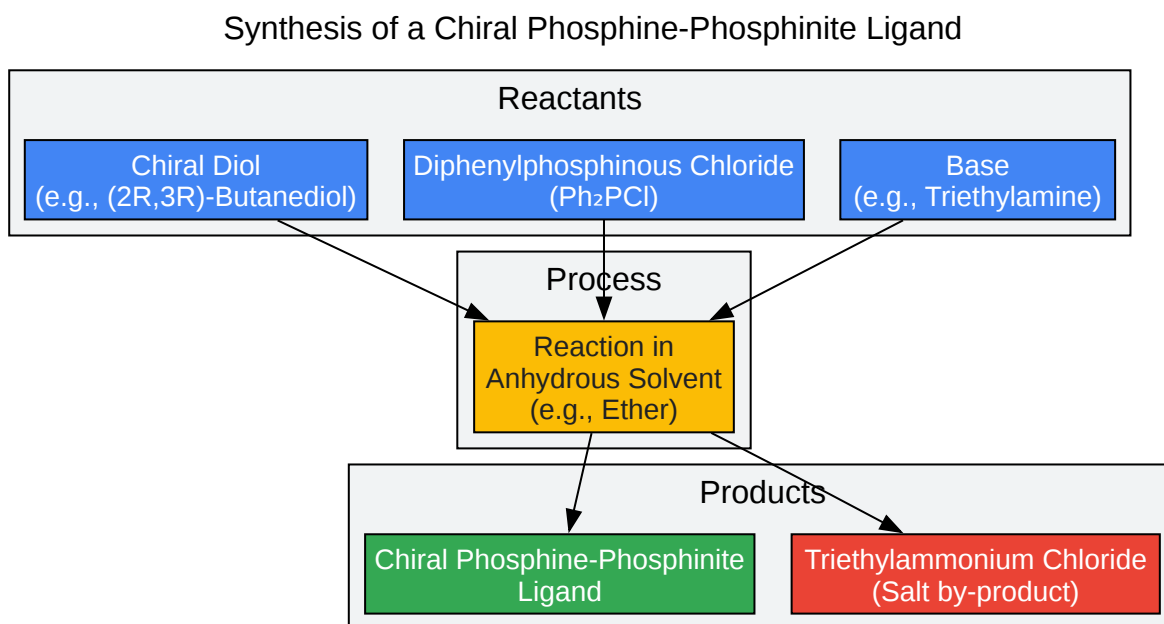 Synthesis of a Chiral Phosphine-Phosphinite Ligand
Reactants
Chiral Diol
(e.g., (2R,3R)-Butanediol)
Diphenylphosphinous Chloride
(Ph₂PCl)
Base
(e.g., Triethylamine)
Process
Reaction in
Anhydrous Solvent
(e.g., Ether)
Products
Chiral Phosphine-Phosphinite
Ligand
Triethylammonium Chloride
(Salt by-product)